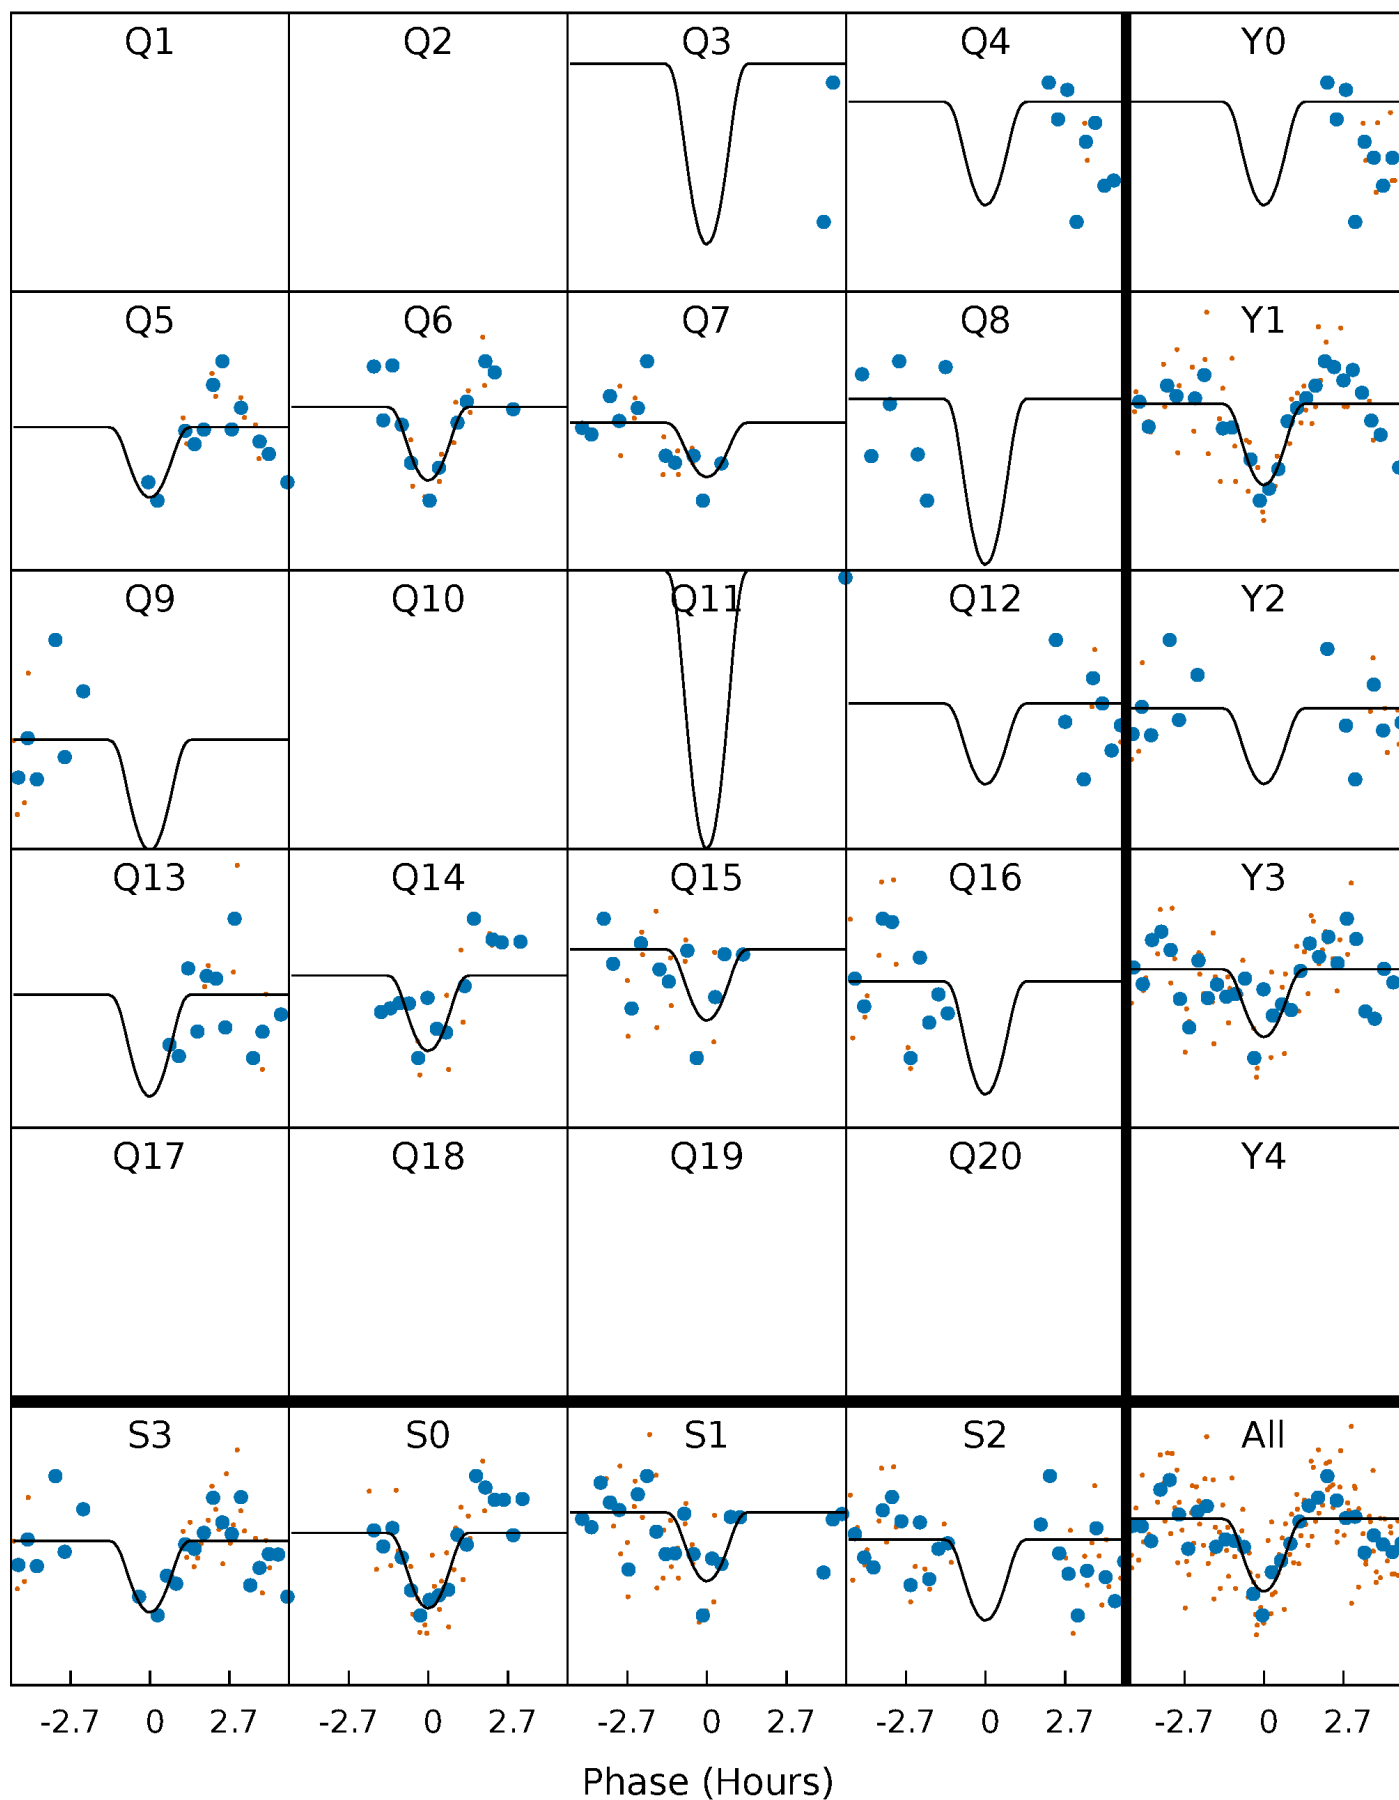 Q1 Q2 Q3 Q4 Y0
Q5 Q6 Q7 Q8 Y1
Q9 Q10 Q11 Q12 Y2
Q13 Q14 Q15 Q16 Y3
Q17 Q18 Q19 Q20 Y4
S3 S0 S1 S2 All
-2.7 0 2.7 -2.7 0 2.7 -2.7 0 2.7 -2.7 0 2.7 -2.7 0 2.7
Phase (Hours)